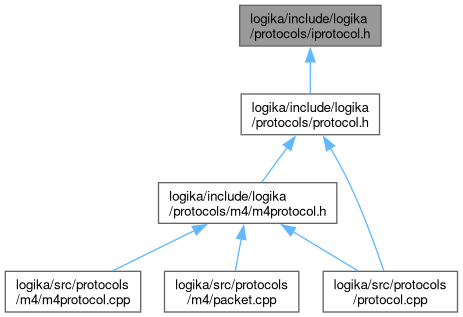 logika/include/logika
/protocols/iprotocol.h
logika/include/logika
/protocols/protocol.h
logika/include/logika
/protocols/m4/m4protocol.h
logika/src/protocols
/m4/m4protocol.cpp
logika/src/protocols
/m4/packet.cpp
logika/src/protocols
/protocol.cpp